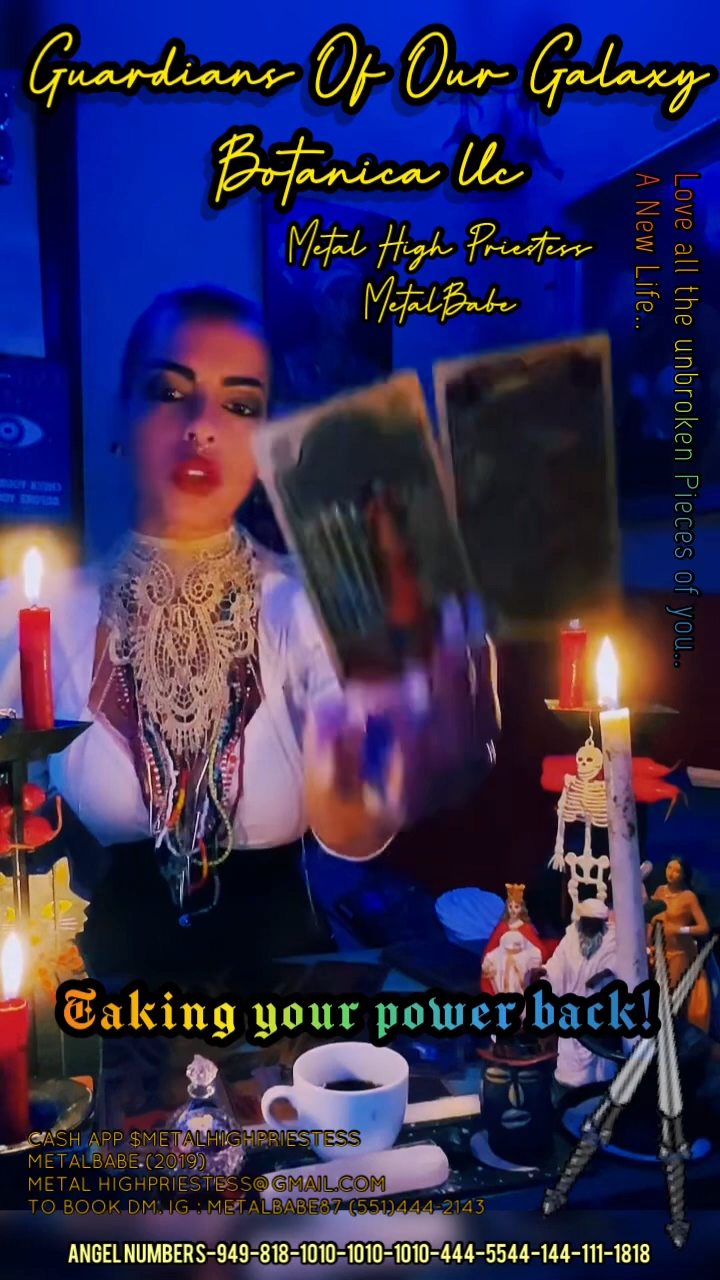 Guardians Of Our Galaxy
Botanica llc
Metal High Priestess
MetalBabe
Love all the unbroken Pieces of you..
A New Life..
Taking your power back!
CASH APP $METALHIGHPRIESTESS
METALBABE (2019)
METAL HIGHPRIESTESS@GMAIL.COM
TO BOOK DM. IG : METALBABE87 (551)444-2143
ANGEL NUMBERS-949-818-1010-1010-1010-444-5544-144-111-1818